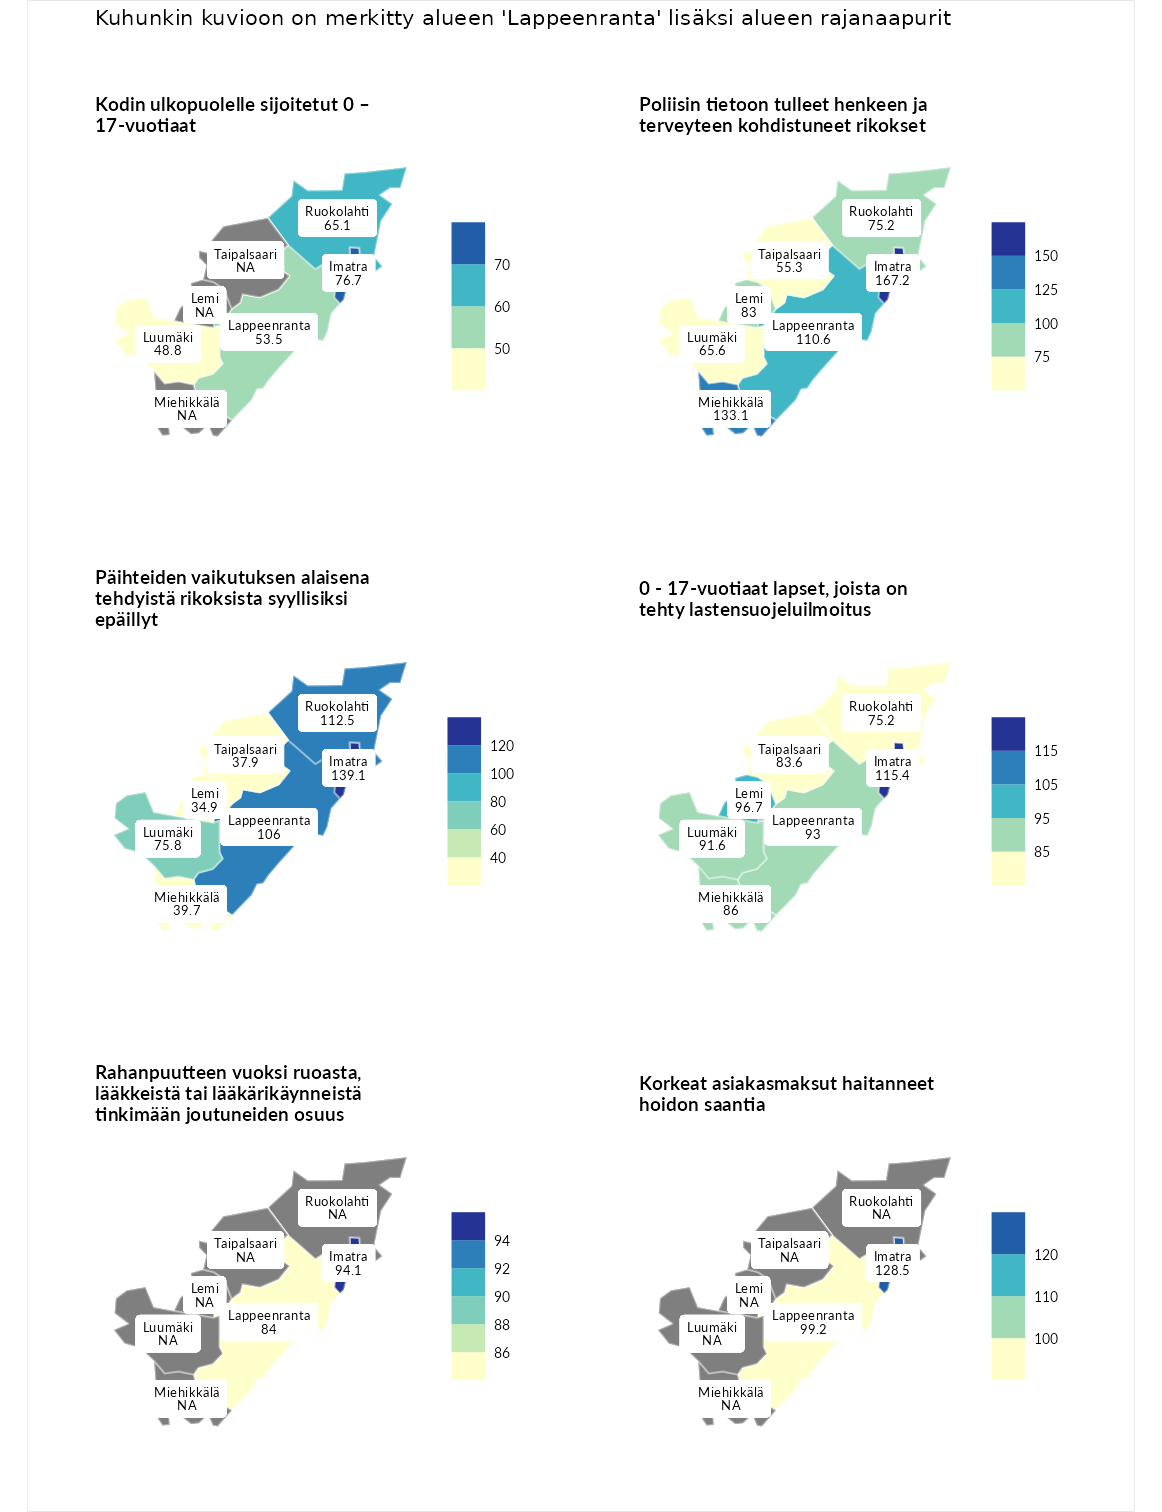 Kuhunkin kuvioon on merkitty alueen 'Lappeenranta' lisäksi alueen rajanaapurit
Kodin ulkopuolelle sijoitetut 0 –
17-vuotiaat
Ruokolahti
65.1
Taipalsaari
NA
Imatra
76.7
Lemi
NA
Lappeenranta
53.5
Luumäki
48.8
Miehikkälä
NA
70
60
50
Poliisin tietoon tulleet henkeen ja
terveyteen kohdistuneet rikokset
Ruokolahti
75.2
Taipalsaari
55.3
Imatra
167.2
Lemi
83
Lappeenranta
110.6
Luumäki
65.6
Miehikkälä
133.1
150
125
100
75
Päihteiden vaikutuksen alaisena
tehdyistä rikoksista syyllisiksi
epäillyt
Ruokolahti
112.5
Taipalsaari
37.9
Imatra
139.1
Lemi
34.9
Lappeenranta
106
Luumäki
75.8
Miehikkälä
39.7
120
100
80
60
40
0 - 17-vuotiaat lapset, joista on
tehty lastensuojeluilmoitus
Ruokolahti
75.2
Taipalsaari
83.6
Imatra
115.4
Lemi
96.7
Lappeenranta
93
Luumäki
91.6
Miehikkälä
86
115
105
95
85
Rahanpuutteen vuoksi ruoasta,
lääkkeistä tai lääkärikäynneistä
tinkimään joutuneiden osuus
Ruokolahti
NA
Taipalsaari
NA
Imatra
94.1
Lemi
NA
Lappeenranta
84
Luumäki
NA
Miehikkälä
NA
94
92
90
88
86
Korkeat asiakasmaksut haitanneet
hoidon saantia
Ruokolahti
NA
Taipalsaari
NA
Imatra
128.5
Lemi
NA
Lappeenranta
99.2
Luumäki
NA
Miehikkälä
NA
120
110
100